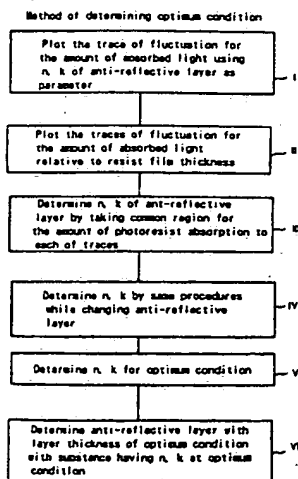 Method of determining optimum condition
Plot the trace of fluctuation for
the amount of absorbed light using
n, k of anti-reflective layer as
parameter
I
Plot the traces of fluctuation for
the amount of absorbed light
relative to resist film thickness
II
Determine n, k of ant-reflective
layer by taking common region for
the amount of photoresist absorption to
each of traces
III
Determine n, k by same procedures
while changing anti-reflective
layer
IV
Determine n, k for optimum condition
V
Determine anti-reflective layer with
layer thickness of optimum condition
with substance having n, k at optimum
condition
VI